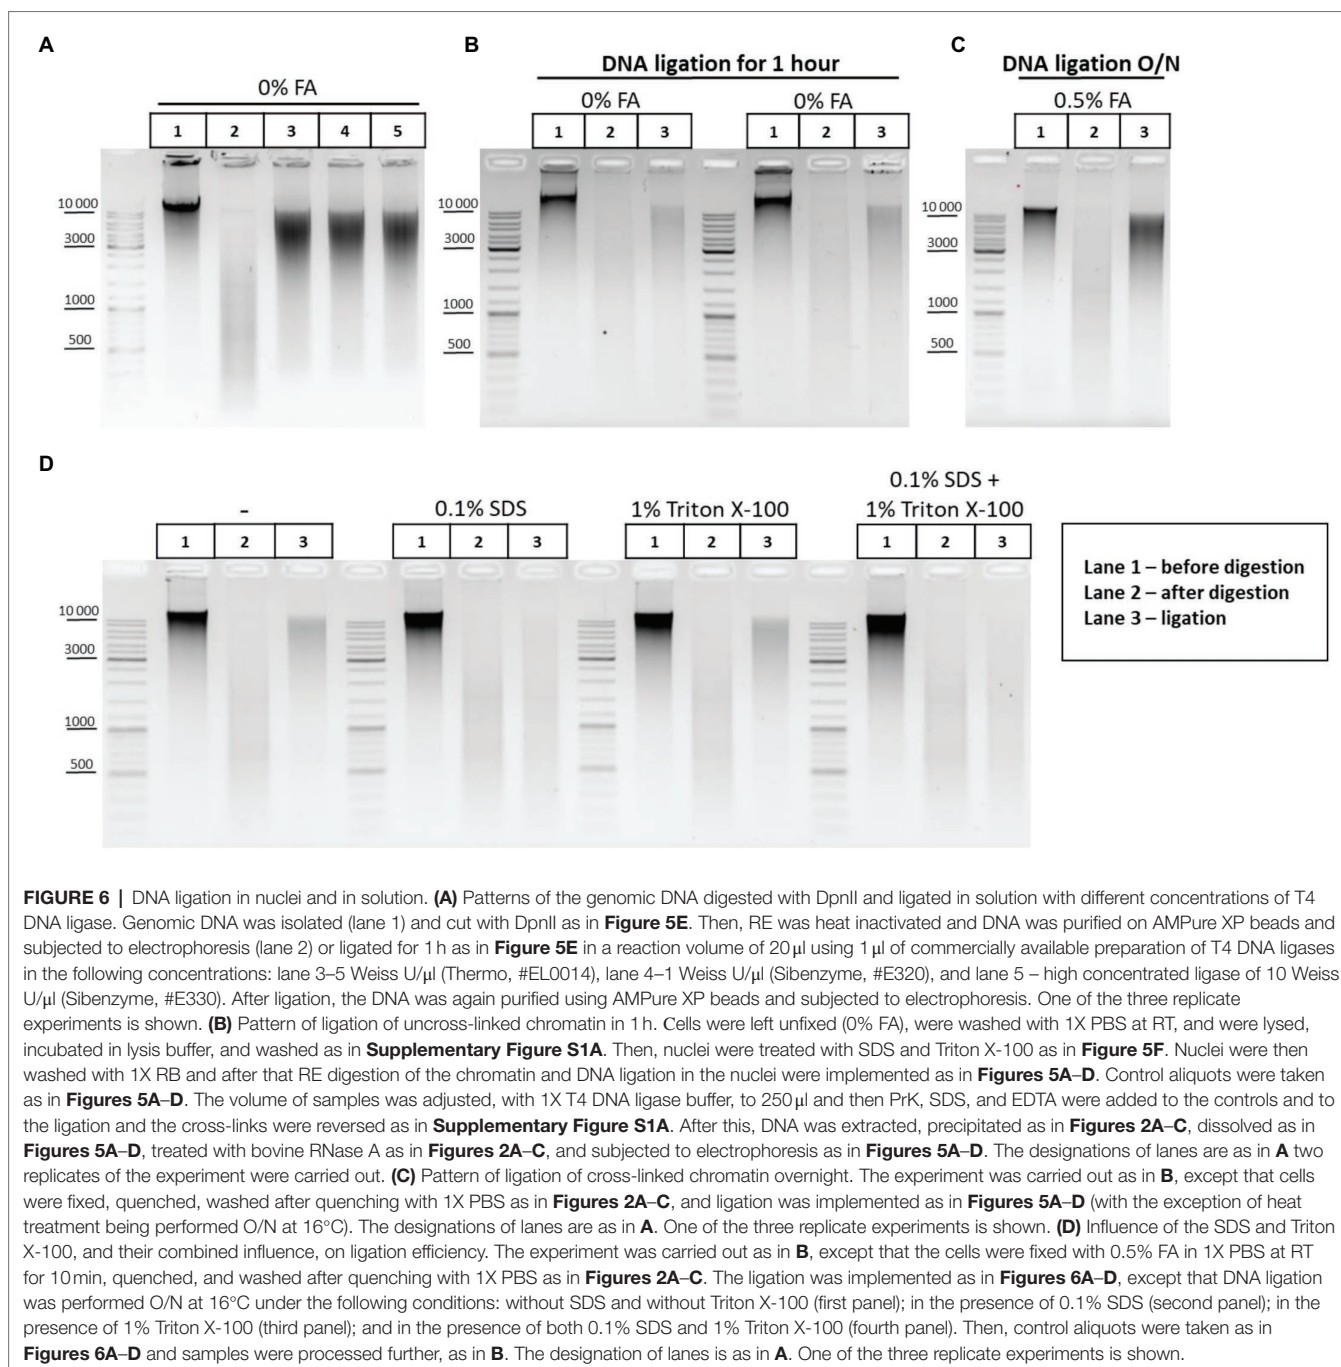 A
0% FA
1 2 3 4 5
10 000
3000
1000
500
B
DNA ligation for 1 hour
0% FA 0% FA
1 2 3 1 2 3
10 000
3000
1000
500
C
DNA ligation O/N
0.5% FA
1 2 3
10 000
3000
1000
500
D
- 0.1% SDS 1% Triton X-100 0.1% SDS +
1% Triton X-100
1 2 3 1 2 3 1 2 3 1 2 3
10 000
3000
1000
500
Lane 1 – before digestion
Lane 2 – after digestion
Lane 3 – ligation
FIGURE 6 | DNA ligation in nuclei and in solution. (A) Patterns of the genomic DNA digested with DpnII and ligated in solution with different concentrations of T4
DNA ligase. Genomic DNA was isolated (lane 1) and cut with DpnII as in Figure 5E. Then, RE was heat inactivated and DNA was purified on AMPure XP beads and
subjected to electrophoresis (lane 2) or ligated for 1 h as in Figure 5E in a reaction volume of 20 μl using 1 μl of commercially available preparation of T4 DNA ligases
in the following concentrations: lane 3–5 Weiss U/μl (Thermo, #EL0014), lane 4–1 Weiss U/μl (Sibenzyme, #E320), and lane 5 – high concentrated ligase of 10 Weiss
U/μl (Sibenzyme, #E330). After ligation, the DNA was again purified using AMPure XP beads and subjected to electrophoresis. One of the three replicate
experiments is shown. (B) Pattern of ligation of uncross-linked chromatin in 1 h. Cells were left unfixed (0% FA), were washed with 1X PBS at RT, and were lysed,
incubated in lysis buffer, and washed as in Supplementary Figure S1A. Then, nuclei were treated with SDS and Triton X-100 as in Figure 5F. Nuclei were then
washed with 1X RB and after that RE digestion of the chromatin and DNA ligation in the nuclei were implemented as in Figures 5A–D. Control aliquots were taken
as in Figures 5A–D. The volume of samples was adjusted, with 1X T4 DNA ligase buffer, to 250 μl and then PrK, SDS, and EDTA were added to the controls and to
the ligation and the cross-links were reversed as in Supplementary Figure S1A. After this, DNA was extracted, precipitated as in Figures 2A–C, dissolved as in
Figures 5A–D, treated with bovine RNase A as in Figures 2A–C, and subjected to electrophoresis as in Figures 5A–D. The designations of lanes are as in A two
replicates of the experiment were carried out. (C) Pattern of ligation of cross-linked chromatin overnight. The experiment was carried out as in B, except that cells
were fixed, quenched, washed after quenching with 1X PBS as in Figures 2A–C, and ligation was implemented as in Figures 5A–D (with the exception of heat
treatment being performed O/N at 16°C). The designations of lanes are as in A. One of the three replicate experiments is shown. (D) Influence of the SDS and Triton
X-100, and their combined influence, on ligation efficiency. The experiment was carried out as in B, except that the cells were fixed with 0.5% FA in 1X PBS at RT
for 10 min, quenched, and washed after quenching with 1X PBS as in Figures 2A–C. The ligation was implemented as in Figures 6A–D, except that DNA ligation
was performed O/N at 16°C under the following conditions: without SDS and without Triton X-100 (first panel); in the presence of 0.1% SDS (second panel); in the
presence of 1% Triton X-100 (third panel); and in the presence of both 0.1% SDS and 1% Triton X-100 (fourth panel). Then, control aliquots were taken as in
Figures 6A–D and samples were processed further, as in B. The designation of lanes is as in A. One of the three replicate experiments is shown.